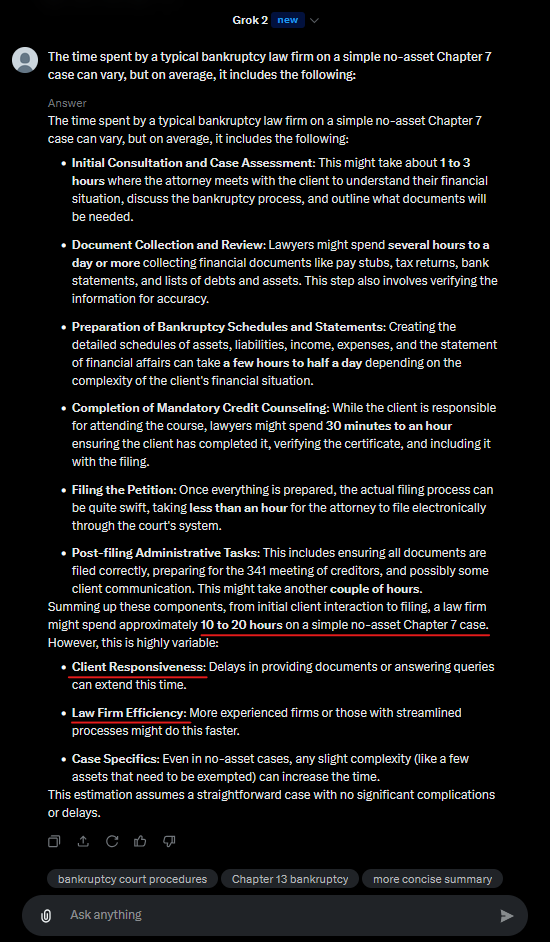 Grok 2 new
The time spent by a typical bankruptcy law firm on a simple no-asset Chapter 7
case can vary, but on average, it includes the following:
Answer
The time spent by a typical bankruptcy law firm on a simple no-asset Chapter 7
case can vary, but on average, it includes the following:
• Initial Consultation and Case Assessment: This might take about 1 to 3
hours where the attorney meets with the client to understand their financial
situation, discuss the bankruptcy process, and outline what documents will
be needed.
• Document Collection and Review: Lawyers might spend several hours to a
day or more collecting financial documents like pay stubs, tax returns, bank
statements, and lists of debts and assets. This step also involves verifying the
information for accuracy.
• Preparation of Bankruptcy Schedules and Statements: Creating the
detailed schedules of assets, liabilities, income, expenses, and the statement
of financial affairs can take a few hours to half a day depending on the
complexity of the client's financial situation.
• Completion of Mandatory Credit Counseling: While the client is responsible
for attending the course, lawyers might spend 30 minutes to an hour
ensuring the client has completed it, verifying the certificate, and including it
with the filing.
• Filing the Petition: Once everything is prepared, the actual filing process can
be quite swift, taking less than an hour for the attorney to file electronically
through the court's system.
• Post-filing Administrative Tasks: This includes ensuring all documents are
filed correctly, preparing for the 341 meeting of creditors, and possibly some
client communication. This might take another couple of hours.
Summing up these components, from initial client interaction to filing, a law firm
might spend approximately 10 to 20 hours on a simple no-asset Chapter 7 case.
However, this is highly variable:
• Client Responsiveness: Delays in providing documents or answering queries
can extend this time.
• Law Firm Efficiency: More experienced firms or those with streamlined
processes might do this faster.
• Case Specifics: Even in no-asset cases, any slight complexity (like a few
assets that need to be exempted) can increase the time.
This estimation assumes a straightforward case with no significant complications
or delays.
bankruptcy court procedures Chapter 13 bankruptcy more concise summary
Ask anything